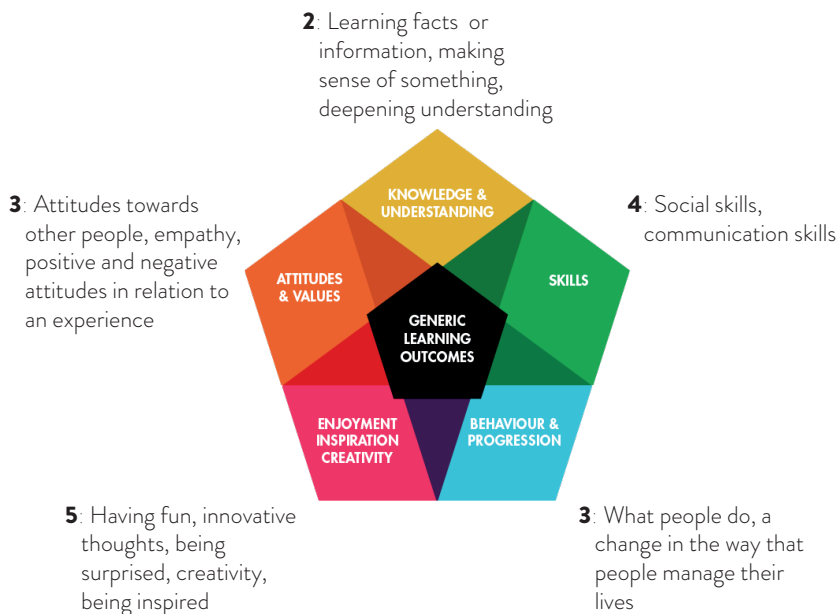 2: Learning facts or
information, making
sense of something,
deepening understanding
KNOWLEDGE &
UNDERSTANDING
3: Attitudes towards
other people, empathy,
positive and negative
attitudes in relation to
an experience
ATTITUDES
& VALUES
4: Social skills,
communication skills
SKILLS
GENERIC
LEARNING
OUTCOMES
ENJOYMENT
INSPIRATION
CREATIVITY
BEHAVIOUR &
PROGRESSION
5: Having fun, innovative
thoughts, being
surprised, creativity,
being inspired
3: What people do, a
change in the way that
people manage their
lives